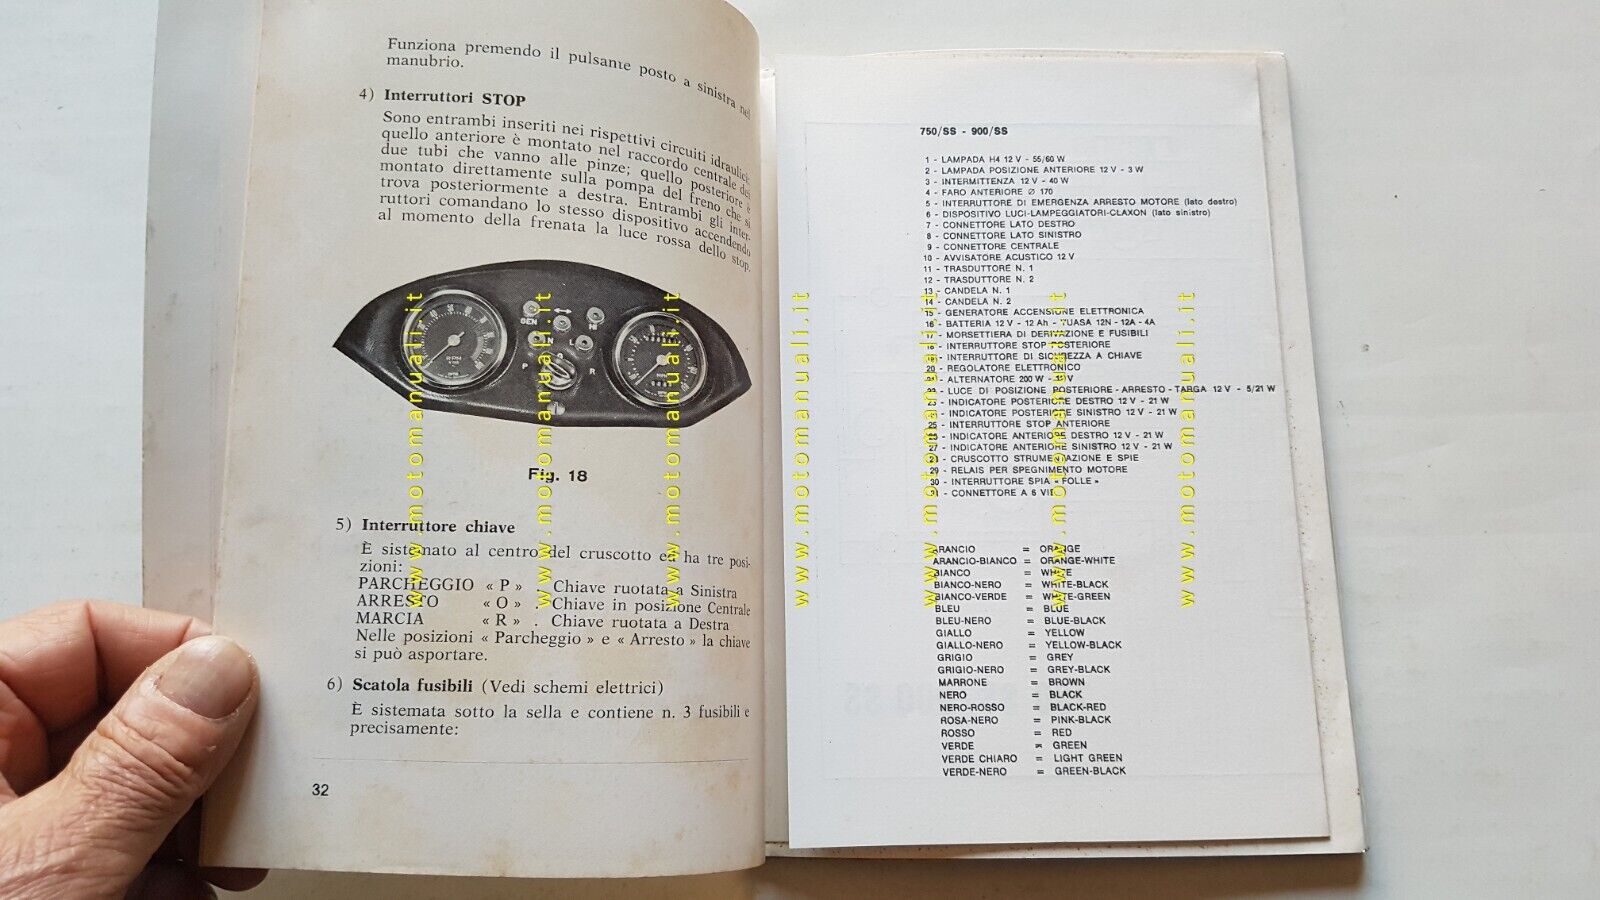 Funziona premendo il pulsante posto a sinistra nel
manubrio.
4) Interruttori STOP
Sono entrambi inseriti nei rispettivi circuiti idraulici:
quello anteriore è montato nel raccordo centrale dei
due tubi che vanno alle pinze; quello posteriore è
montato direttamente sulla pompa del freno che si
trova posteriormente a destra. Entrambi gli inter-
ruttori comandano lo stesso dispositivo accendendo
al momento della frenata la luce rossa dello stop.
GEN
HI
N
L
RPM
P
O
R
Fig. 18
5) Interruttore chiave
È sistemato al centro del cruscotto ed ha tre posi-
zioni:
PARCHEGGIO « P » . Chiave ruotata a Sinistra
ARRESTO « O » . Chiave in posizione Centrale
MARCIA « R » . Chiave ruotata a Destra
Nelle posizioni « Parcheggio » e « Arresto » la chiave
si può asportare.
6) Scatola fusibili (Vedi schemi elettrici)
È sistemata sotto la sella e contiene n. 3 fusibili e
precisamente:
32
750/SS - 900/SS
1 - LAMPADA H4 12 V - 55/60 W
2 - LAMPADA POSIZIONE ANTERIORE 12 V - 3 W
3 - INTERMITTENZA 12 V - 40 W
4 - FARO ANTERIORE Ø 170
5 - INTERRUTTORE DI EMERGENZA ARRESTO MOTORE (lato destro)
6 - DISPOSITIVO LUCI-LAMPEGGIATORI-CLAXON (lato sinistro)
7 - CONNETTORE LATO DESTRO
8 - CONNETTORE LATO SINISTRO
9 - CONNETTORE CENTRALE
10 - AVVISATORE ACUSTICO 12 V
11 - TRASDUTTORE N. 1
12 - TRASDUTTORE N. 2
13 - CANDELA N. 1
14 - CANDELA N. 2
15 - GENERATORE ACCENSIONE ELETTRONICA
16 - BATTERIA 12 V - 12 Ah - YUASA 12N - 12A - 4A
17 - MORSETTIERA DI DERIVAZIONE E FUSIBILI
18 - INTERRUTTORE STOP POSTERIORE
19 - INTERRUTTORE DI SICUREZZA A CHIAVE
20 - REGOLATORE ELETTRONICO
21 - ALTERNATORE 200 W - 12 V
22 - LUCE DI POSIZIONE POSTERIORE - ARRESTO - TARGA 12 V - 5/21 W
23 - INDICATORE POSTERIORE DESTRO 12 V - 21 W
24 - INDICATORE POSTERIORE SINISTRO 12 V - 21 W
25 - INTERRUTTORE STOP ANTERIORE
26 - INDICATORE ANTERIORE DESTRO 12 V - 21 W
27 - INDICATORE ANTERIORE SINISTRO 12 V - 21 W
28 - CRUSCOTTO STRUMENTAZIONE E SPIE
29 - RELAIS PER SPEGNIMENTO MOTORE
30 - INTERRUTTORE SPIA « FOLLE »
31 - CONNETTORE A 6 VIE
ARANCIO = ORANGE
ARANCIO-BIANCO = ORANGE-WHITE
BIANCO = WHITE
BIANCO-NERO = WHITE-BLACK
BIANCO-VERDE = WHITE-GREEN
BLEU = BLUE
BLEU-NERO = BLUE-BLACK
GIALLO = YELLOW
GIALLO-NERO = YELLOW-BLACK
GRIGIO = GREY
GRIGIO-NERO = GREY-BLACK
MARRONE = BROWN
NERO = BLACK
NERO-ROSSO = BLACK-RED
ROSA-NERO = PINK-BLACK
ROSSO = RED
VERDE = GREEN
VERDE CHIARO = LIGHT GREEN
VERDE-NERO = GREEN-BLACK
www.motomanuali.it
www.motomanuali.it
www.motomanuali.it
www.motomanuali.it
www.motomanuali.it
www.motomanuali.it
www.motomanuali.it